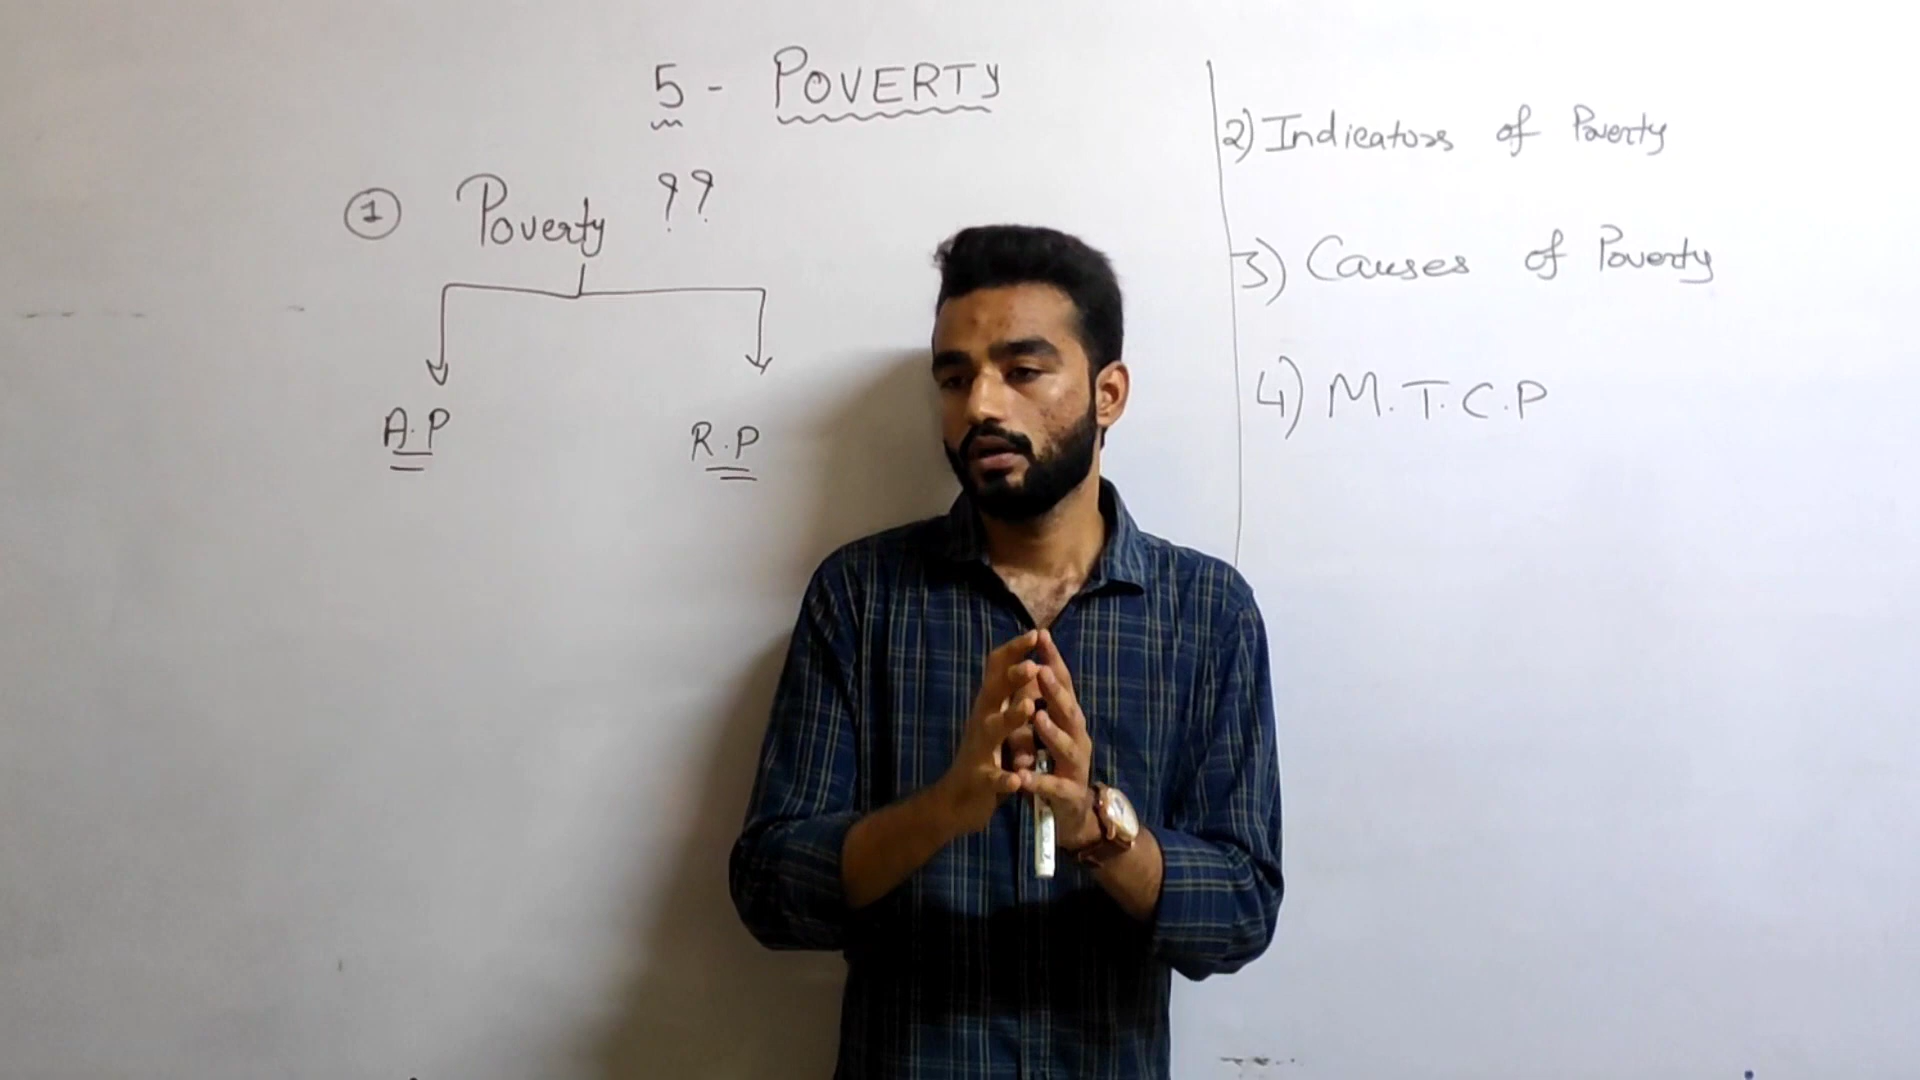 5 - POVERTY
① Poverty ??
A.P
R.P
2) Indicators of Poverty
3) Causes of Poverty
4) M.T.C.P